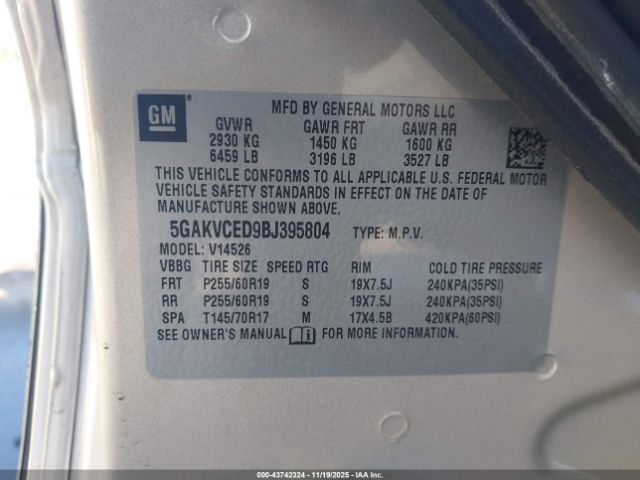 GM
MFD BY GENERAL MOTORS LLC
GVWR GAWR FRT GAWR RR
2930 KG 1450 KG 1600 KG
6459 LB 3196 LB 3527 LB
THIS VEHICLE CONFORMS TO ALL APPLICABLE U.S. FEDERAL MOTOR
VEHICLE SAFETY STANDARDS IN EFFECT ON THE DATE OF
MANUFACTURE SHOWN ABOVE.
5GAKVCED9BJ395804 TYPE: M.P.V.
MODEL: V14526
VBBG TIRE SIZE SPEED RTG RIM COLD TIRE PRESSURE
FRT P255/60R19 S 19X7.5J 240KPA(35PSI)
RR P255/60R19 S 19X7.5J 240KPA(35PSI)
SPA T145/70R17 M 17X4.5B 420KPA(60PSI)
SEE OWNER'S MANUAL FOR MORE INFORMATION.
000-43742324 - 11/19/2025 - IAAI.COM